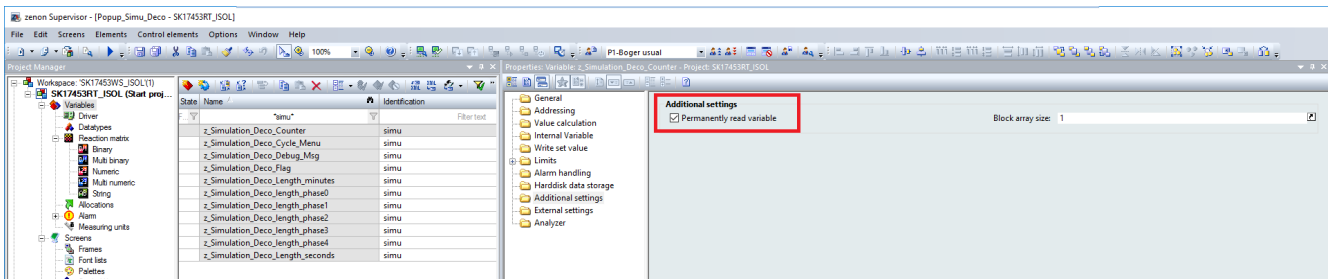 zenon Supervisor - [Popup_Simu_Deco - SK17453RT_ISOL]
File Edit Screens Elements Control elements Options Window Help
100%
P1-Boger usual
Project Manager
Properties: Variable: z_Simulation_Deco_Counter - Project: SK17453RT_ISOL
Workspace: 'SK17453WS_ISOL'(1)
SK17453RT_ISOL (Start proj...
Variables
Driver
Datatypes
Reaction matrix
Binary
Multi binary
Numeric
Multi numeric
String
Allocations
Alarm
Measuring units
Screens
Frames
Font lists
Palettes
State Name Identification
F... *simu* Filter text
z_Simulation_Deco_Counter simu
z_Simulation_Deco_Cycle_Menu simu
z_Simulation_Deco_Debug_Msg simu
z_Simulation_Deco_Flag simu
z_Simulation_Deco_Length_minutes simu
z_Simulation_Deco_length_phase0 simu
z_Simulation_Deco_length_phase1 simu
z_Simulation_Deco_length_phase2 simu
z_Simulation_Deco_length_phase3 simu
z_Simulation_Deco_length_phase4 simu
z_Simulation_Deco_Length_seconds simu
General
Addressing
Value calculation
Internal Variable
Write set value
Limits
Alarm handling
Harddisk data storage
Additional settings
External settings
Analyzer
Additional settings
Permanently read variable
Block array size: 1